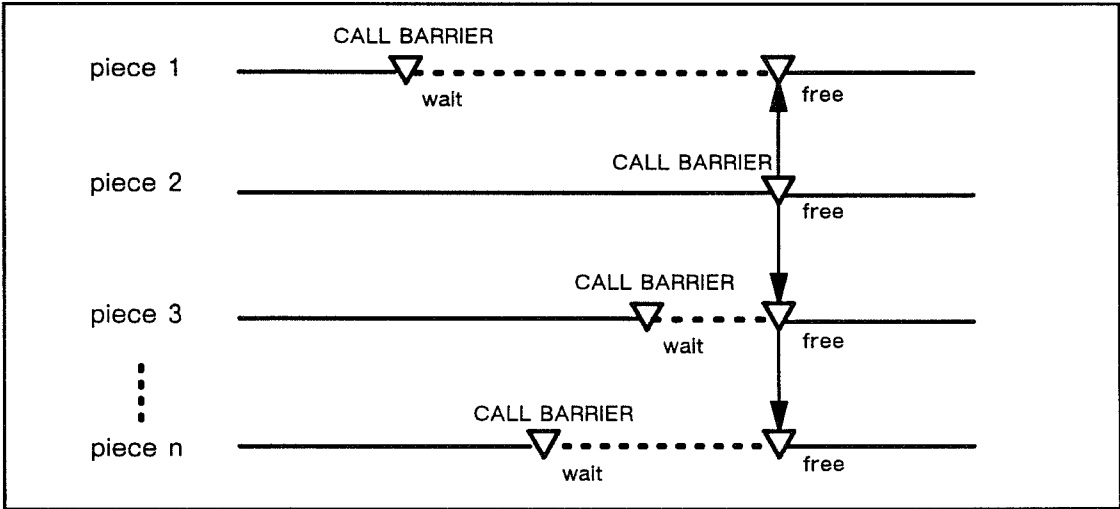 CALL BARRIER
piece 1
wait
free
CALL BARRIER
piece 2
free
CALL BARRIER
piece 3
wait
free
CALL BARRIER
piece n
wait
free